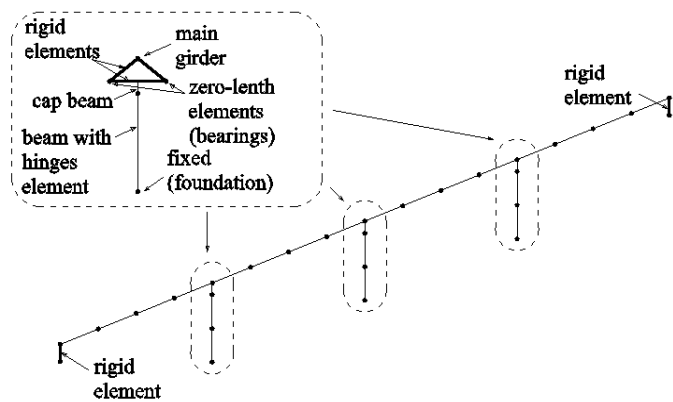 rigid
elements
main
girder
cap beam
zero-lenth
elements
(bearings)
beam with
hinges
element
fixed
(foundation)
rigid
element
rigid
element